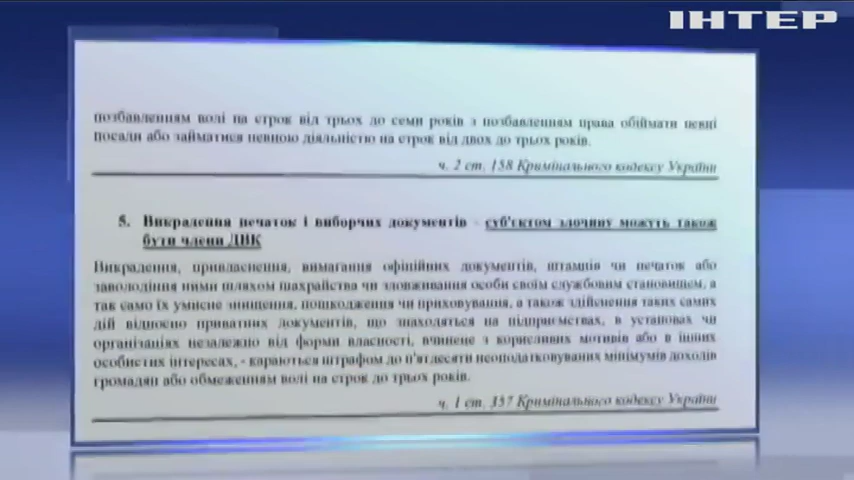 ІНТЕР
позбавленням волі на строк від трьох до семи років з позбавленням права обіймати певні
посади або займатися певною діяльністю на строк від двох до трьох років.
ч. 2 ст. 158 Кримінального кодексу України
5. Викрадення печаток і виборчих документів - суб'єктом злочину можуть також
бути члени ДВК
Викрадення, привласнення, вимагання офіційних документів, штампів чи печаток або
заволодіння ними шляхом шахрайства чи зловживання особи своїм службовим становищем, а
так само їх умисне знищення, пошкодження чи приховування, а також здійснення таких самих
дій відносно приватних документів, що знаходяться на підприємствах, в установах чи
організаціях незалежно від форми власності, вчинене з корисливих мотивів або в інших
особистих інтересах, - караються штрафом до п'ятдесяти неоподатковуваних мінімумів доходів
громадян або обмеженням волі на строк до трьох років.
ч. 1 ст. 357 Кримінального кодексу України